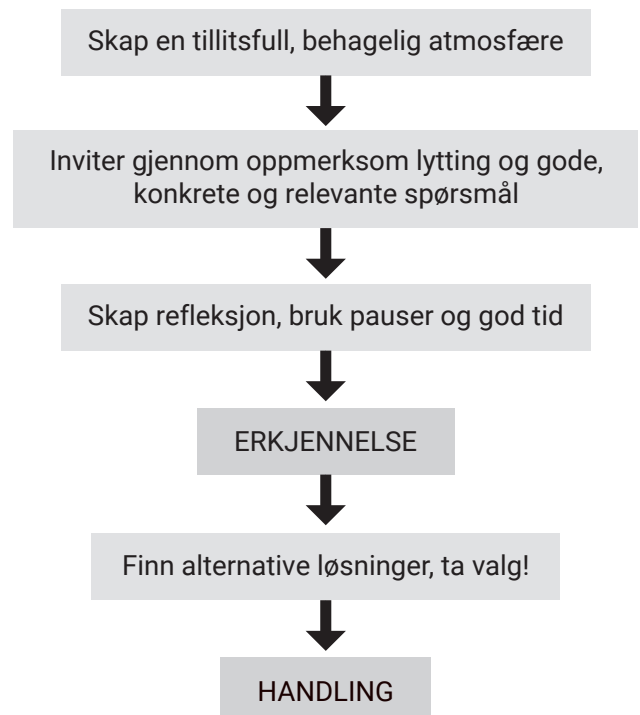 Skap en tillitsfull, behagelig atmosfære
Inviter gjennom oppmerksom lytting og gode,
konkrete og relevante spørsmål
Skap refleksjon, bruk pauser og god tid
ERKJENNELSE
Finn alternative løsninger, ta valg!
HANDLING